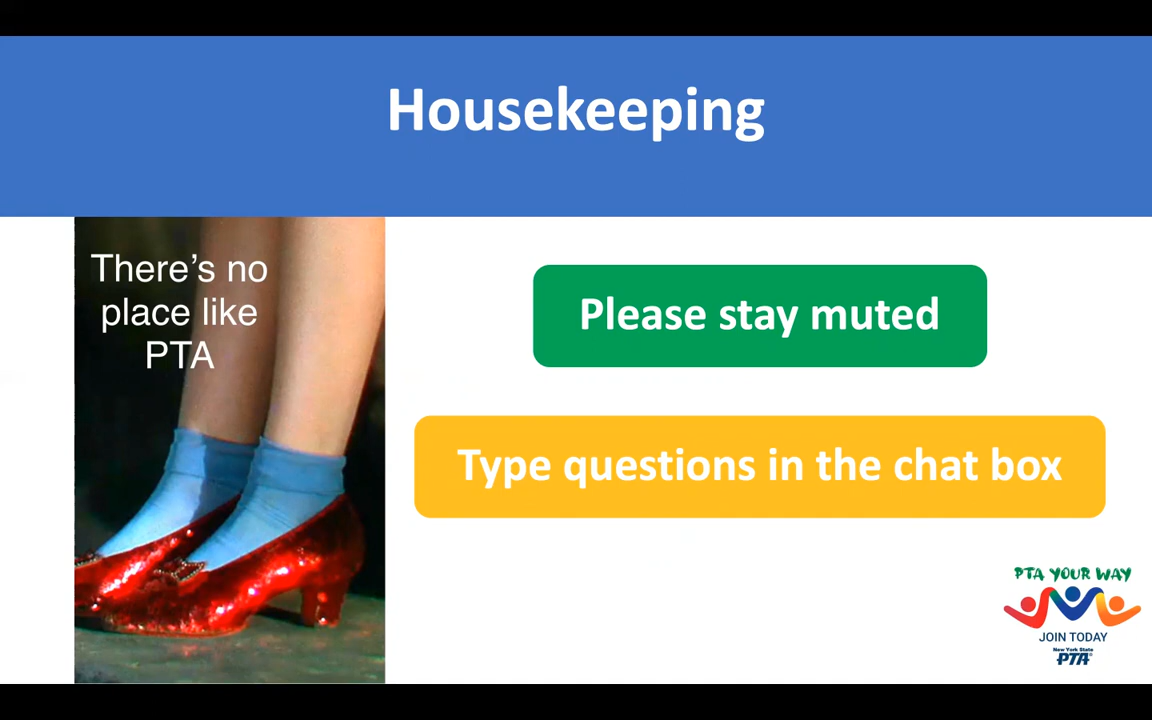 Housekeeping
There's no
place like
PTA
Please stay muted
Type questions in the chat box
PTA YOUR WAY
JOIN TODAY
New York State
PTA®